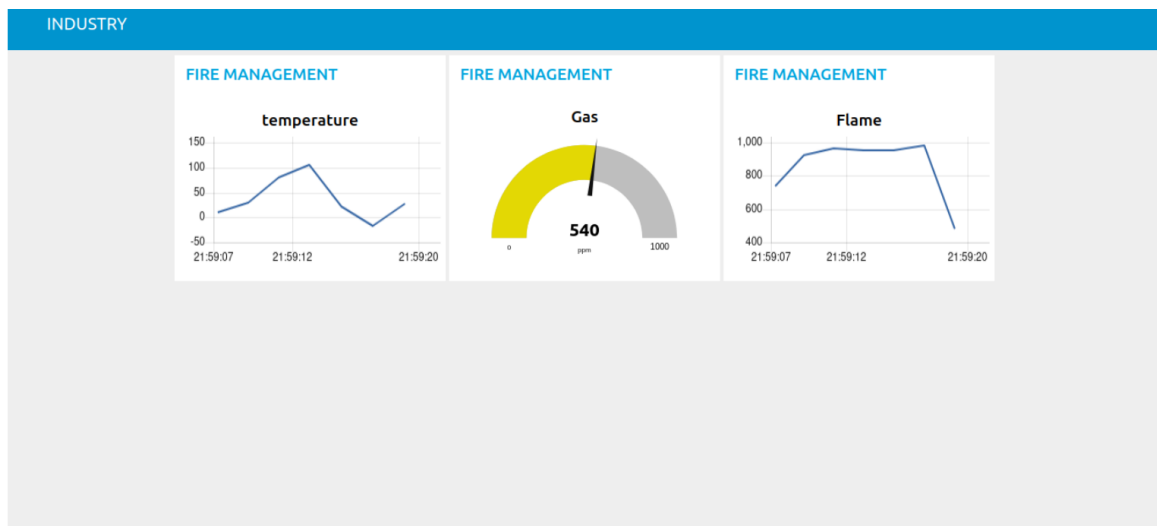 INDUSTRY
FIRE MANAGEMENT
temperature
150
100
50
0
-50
21:59:07 21:59:12 21:59:20
FIRE MANAGEMENT
Gas
540
ppm
0 1000
FIRE MANAGEMENT
Flame
1,000
800
600
400
21:59:07 21:59:12 21:59:20